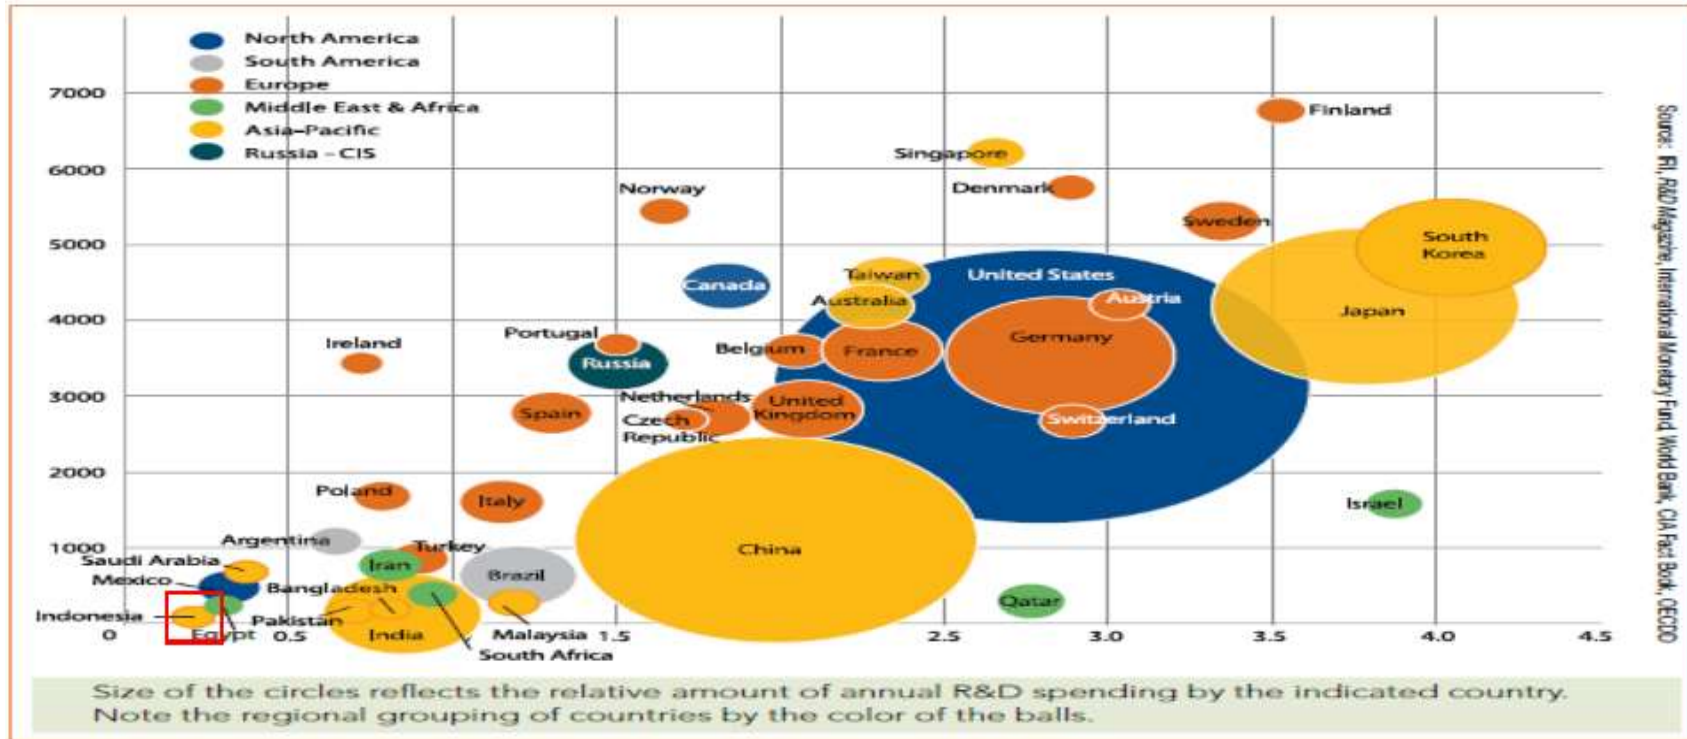 North America
South America
Europe
Middle East & Africa
Asia-Pacific
Russia - CIS
7000
6000
5000
4000
3000
2000
1000
0
0.5
1.5
2.5
3.0
3.5
4.0
4.5
Finland
Singapore
Denmark
Norway
Sweden
South
Korea
Taiwan
United States
Canada
Australia
Austria
Japan
Portugal
Ireland
Belgium
France
Germany
Russia
Netherlands
United
Kingdom
Spain
Czech
Republic
Switzerland
Poland
Italy
Israel
Argentina
Turkey
China
Saudi Arabia
Iran
Mexico
Bangladesh
Brazil
Qatar
Indonesia
Egypt
Pakistan
India
Malaysia
South Africa
Source: IRI, R&D Magazine, International Monetary Fund, World Bank, CIA Fact Book, OECDD
Size of the circles reflects the relative amount of annual R&D spending by the indicated country.
Note the regional grouping of countries by the color of the balls.